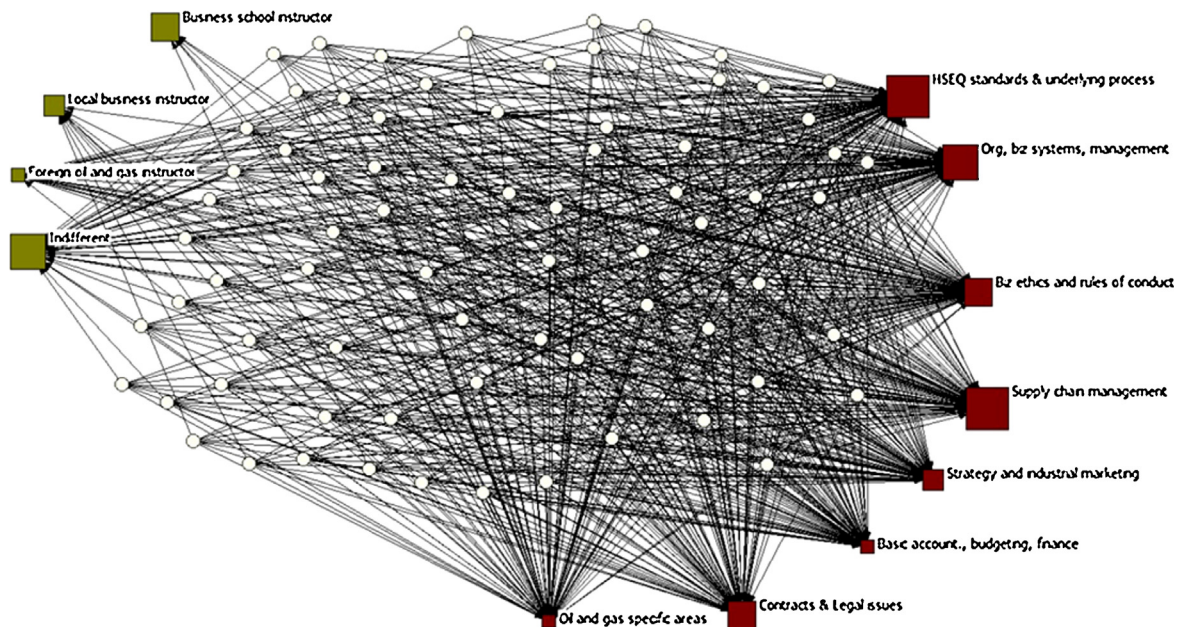 Business school instructor
Local business instructor
Foreign oil and gas instructor
Indifferent
HSEQ standards & underlying process
Org, biz systems, management
Biz ethics and rules of conduct
Supply chain management
Strategy and industrial marketing
Basic account., budgeting, finance
Contracts & Legal issues
Oil and gas specific areas